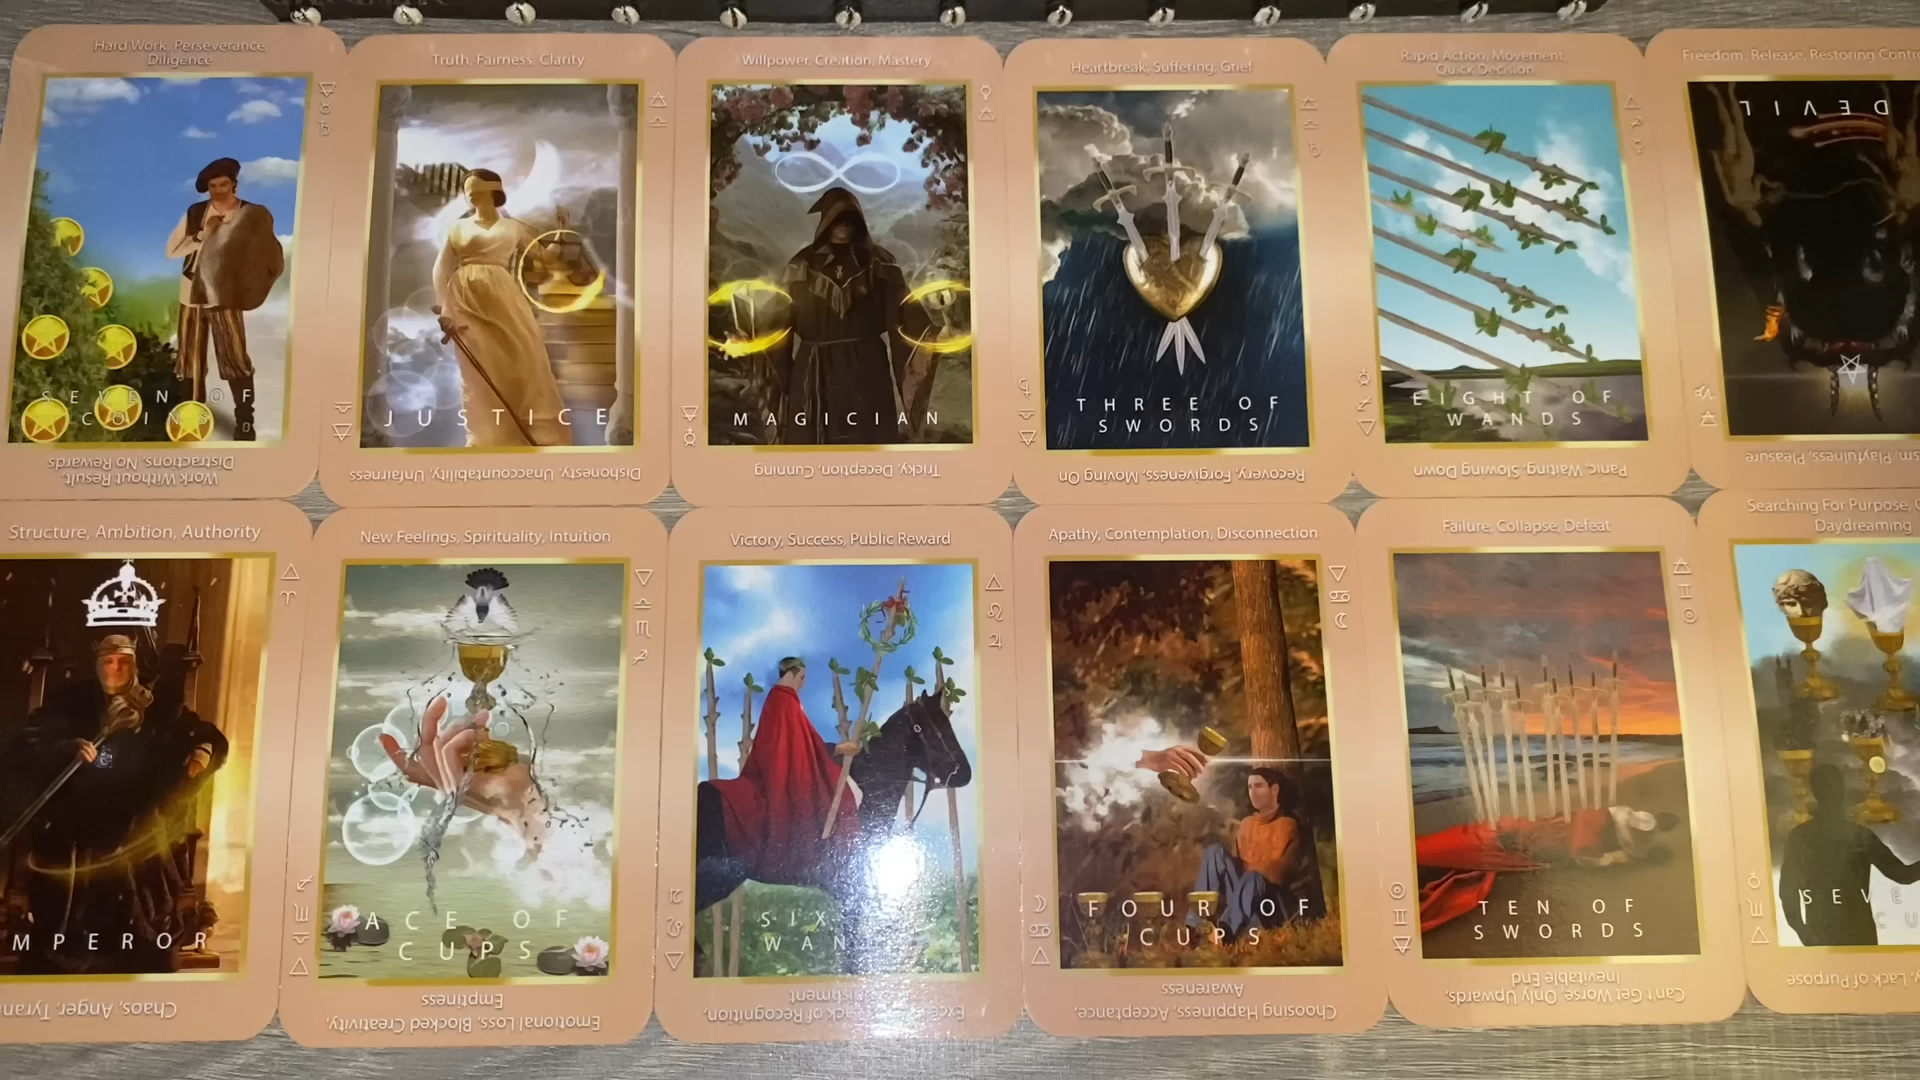 Hard Work, Perseverance,
Diligence
SEVEN OF
COINS
Work Without Result,
Distractions, No Rewards
Truth, Fairness, Clarity
JUSTICE
Dishonesty, Unaccountability, Unfairness
Willpower, Creation, Mastery
MAGICIAN
Tricky, Deception, Cunning
Heartbreak, Suffering, Grief
THREE OF
SWORDS
Recovery, Forgiveness, Moving On
Rapid Action, Movement,
Quick Decision
EIGHT OF
WANDS
Panic, Waiting, Slowing Down
Freedom, Release, Restoring
DEVIL
Playfulness, Pleasure
Structure, Ambition, Authority
MPEROR
Chaos, Anger,
New Feelings, Spirituality, Intuition
ACE OF
CUPS
Emotional Loss, Blocked Creativity,
Emptiness
Victory, Success, Public Reward
SIX
WAN
Lack of Recognition,
Apathy, Contemplation, Disconnection
FOUR OF
CUPS
Choosing Happiness, Acceptance,
Awareness
Failure, Collapse, Defeat
TEN OF
SWORDS
Can't Get Worse, Only Upwards,
Inevitable End
Searching For Purpose,
Daydreaming
SEVE
Lack of Purpose